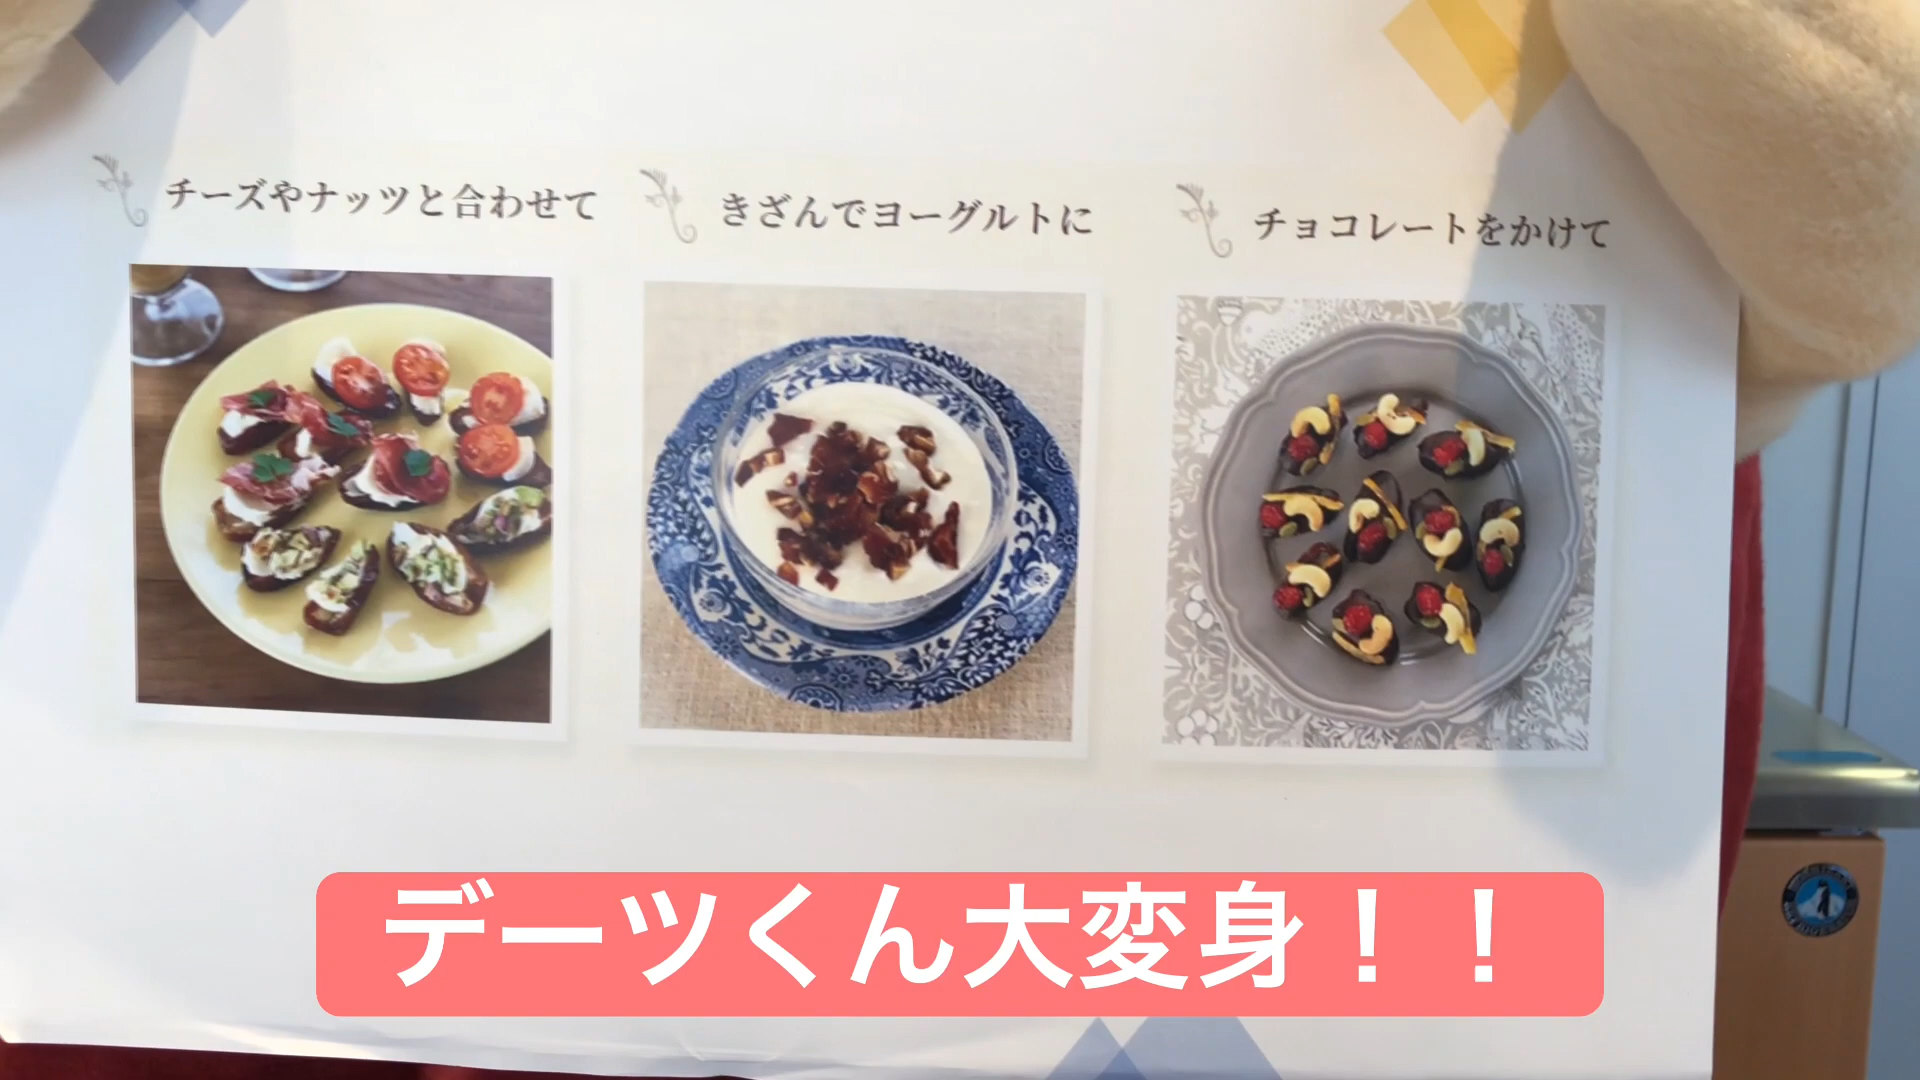 チーズやナッツと合わせて
きざんでヨーグルトに
チョコレートをかけて
デーツくん大変身！！